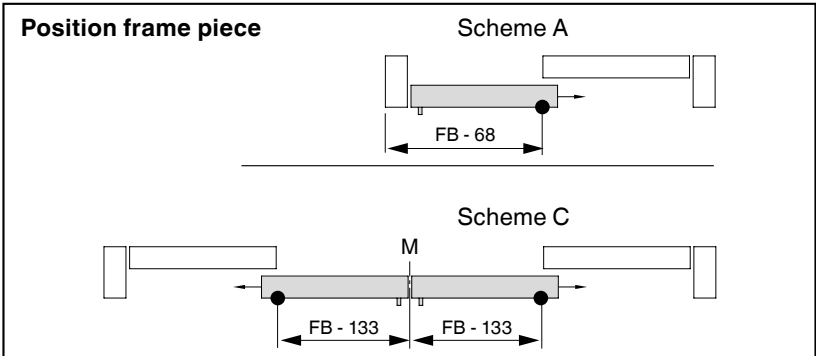 Position frame piece
Scheme A
FB - 68
Scheme C
M
FB - 133 FB - 133